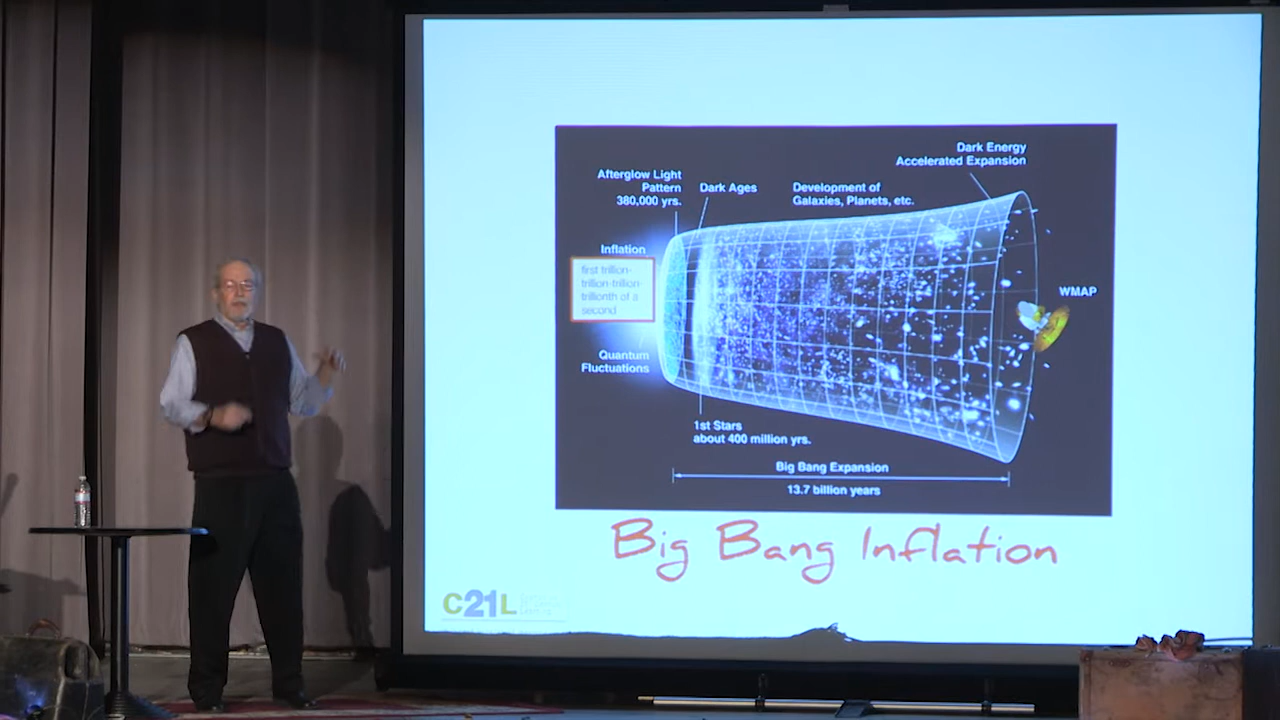 Dark Energy
Accelerated Expansion
Afterglow Light
Pattern
380,000 yrs.
Dark Ages
Development of
Galaxies, Planets, etc.
Inflation
first trillion-
trillion-trillion-
trillionth of a
second
WMAP
Quantum
Fluctuations
1st Stars
about 400 million yrs.
Big Bang Expansion
13.7 billion years
Big Bang Inflation
C21L